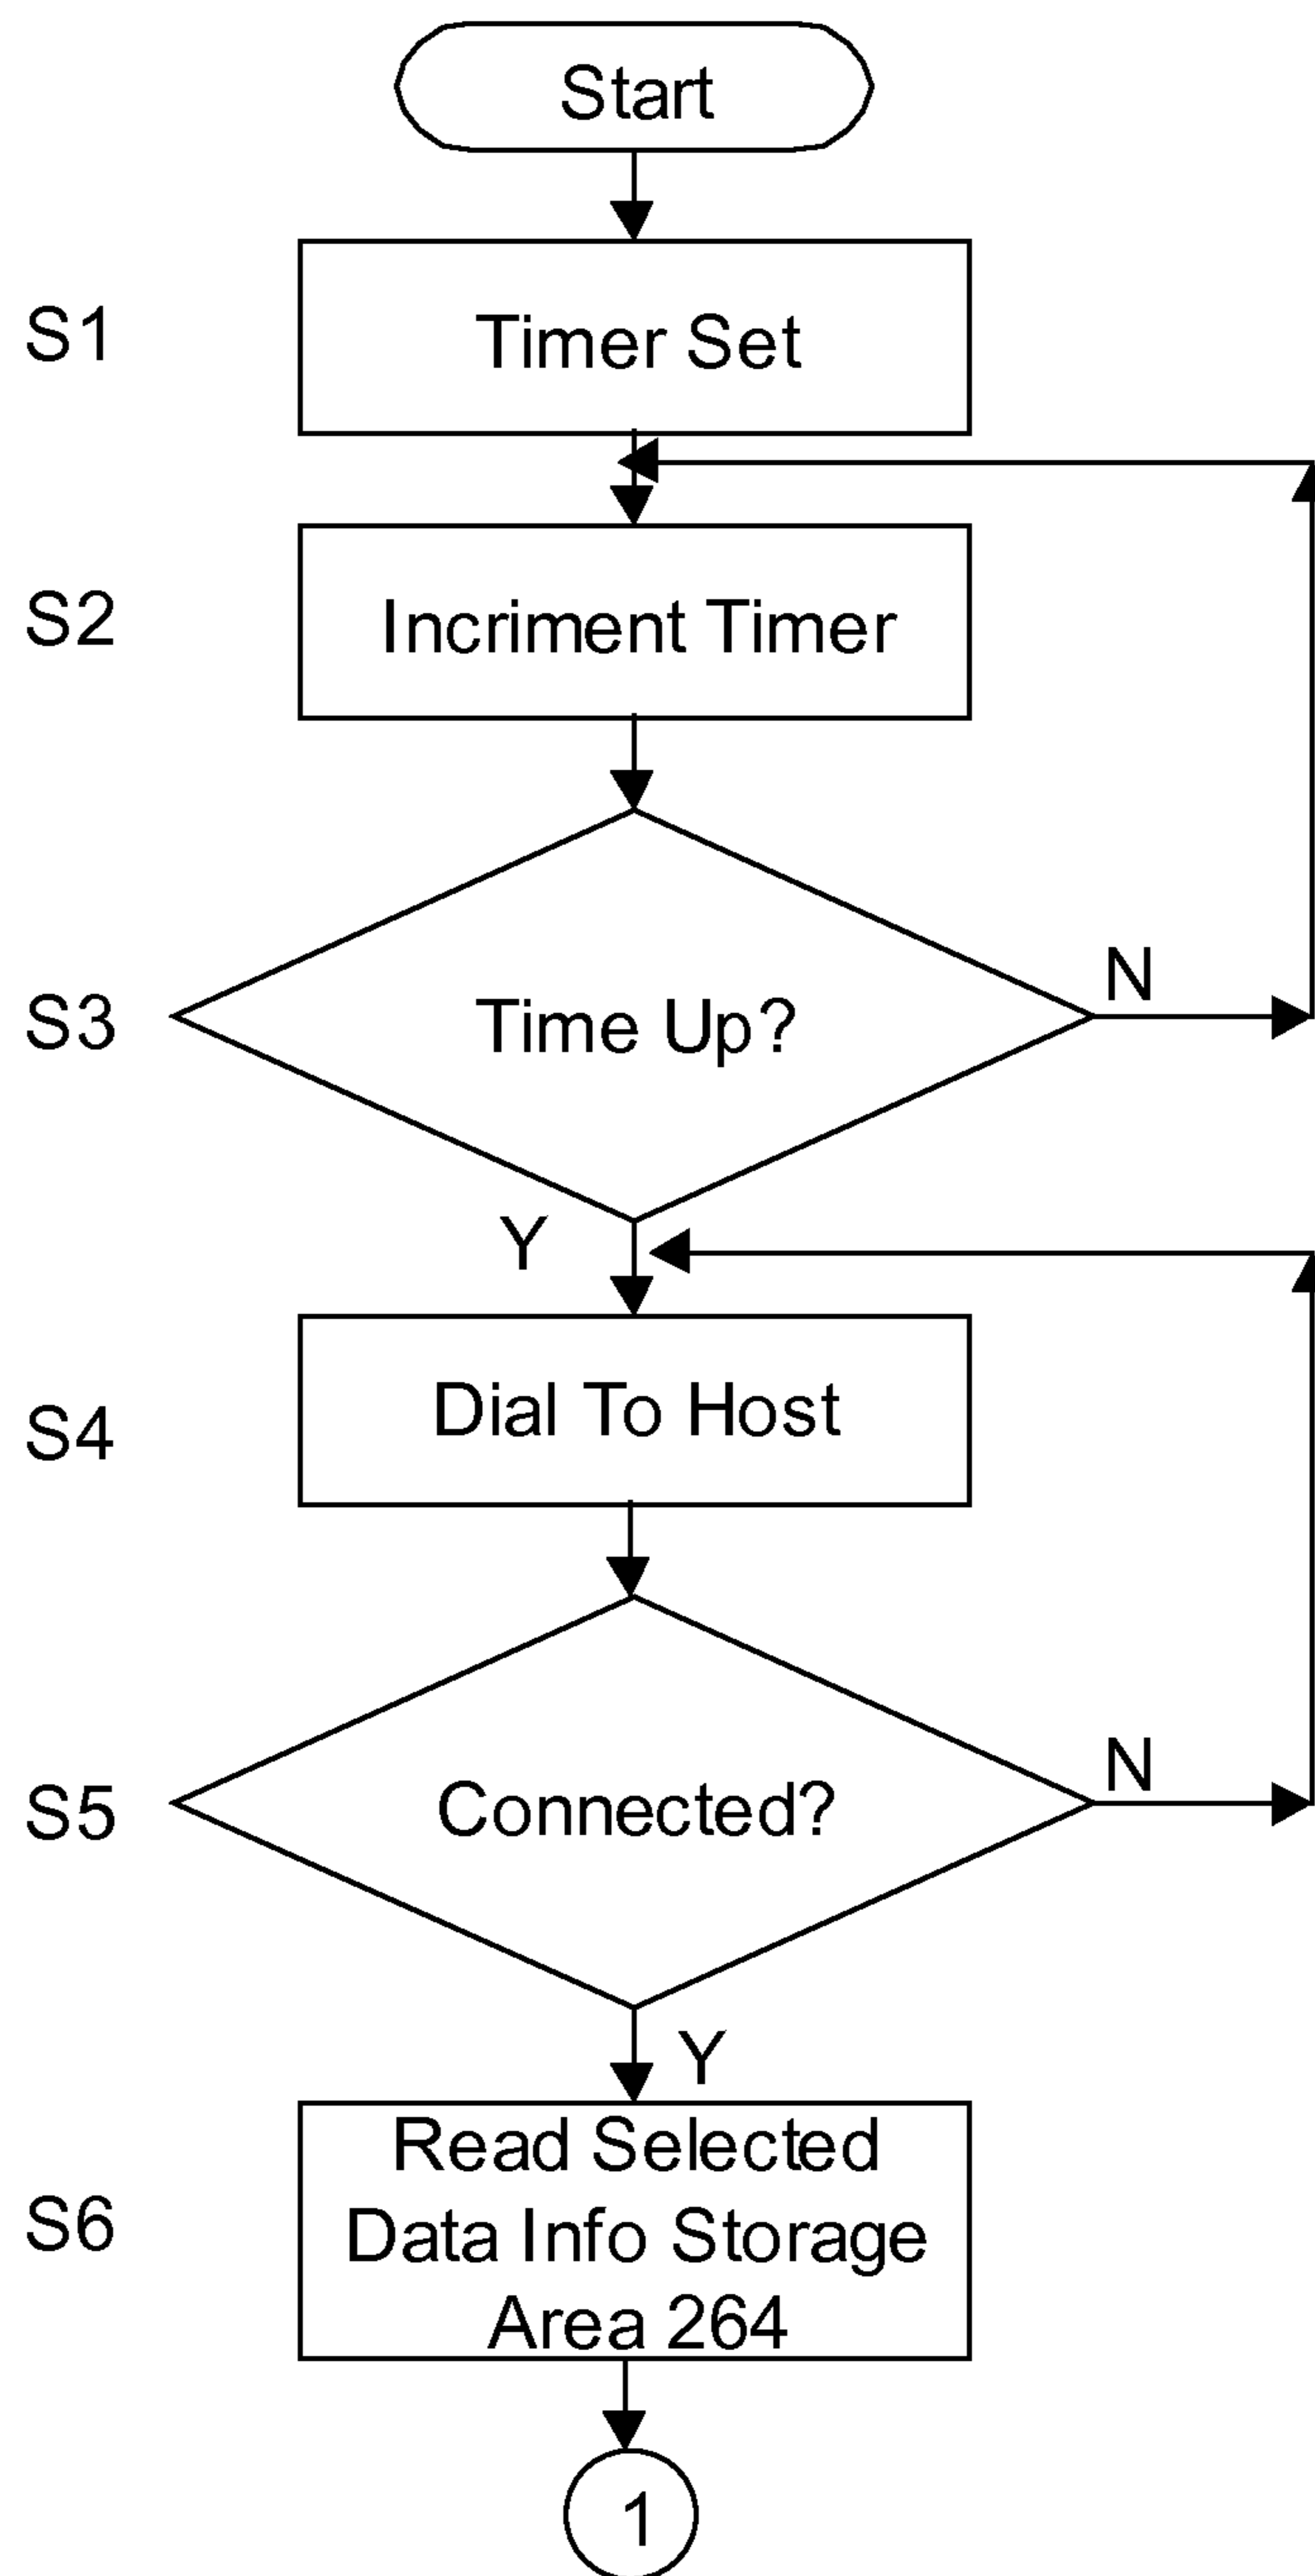 Start
S1
Timer Set
S2
Incriment Timer
S3
Time Up?
N
Y
S4
Dial To Host
S5
Connected?
N
Y
S6
Read Selected
Data Info Storage
Area 264
1